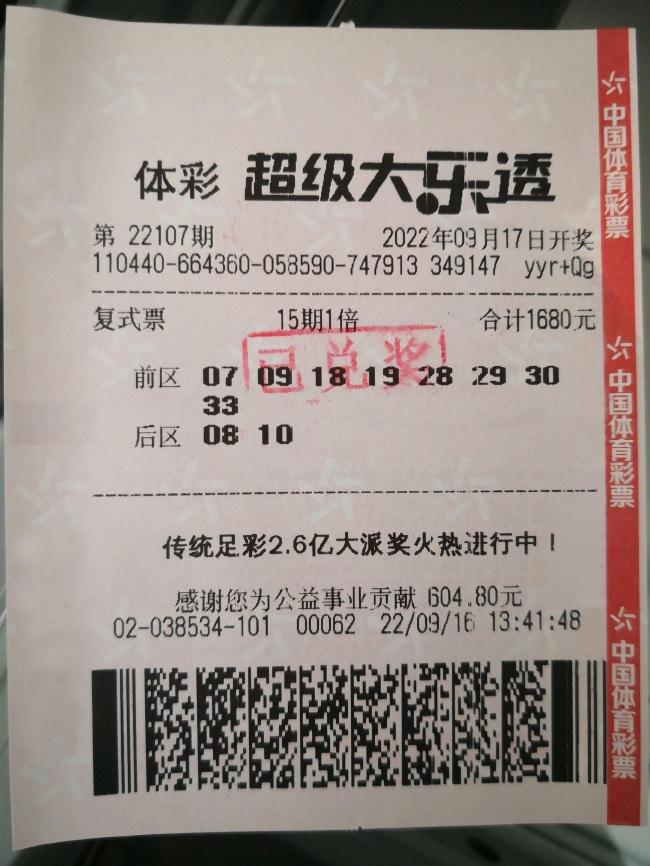 体彩 超级大乐透
第 22107期 2022年09月17日开奖
110440-664360-058590-747913 349147 yyr+Qg
复式票 15期1倍 合计1680元
已兑奖
前区 07 09 18 19 28 29 30
33
后区 08 10
传统足彩2.6亿大派奖火热进行中！
感谢您为公益事业贡献 604.80元
02-038534-101 00062 22/09/16 13:41:48
中国体育彩票
中国体育彩票
中国体育彩票